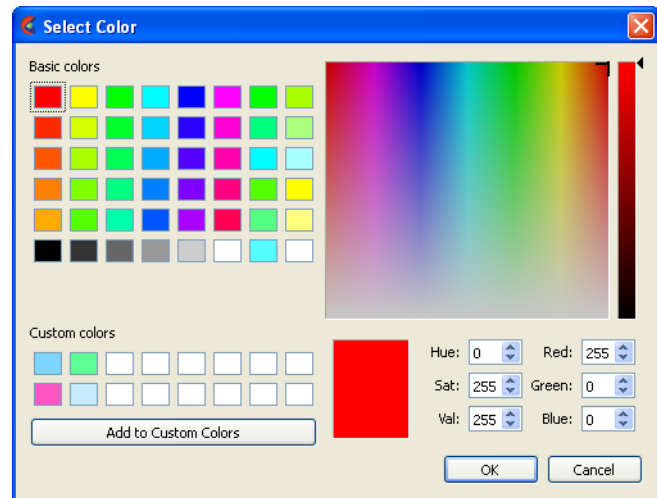 Select Color
Basic colors
Custom colors
Add to Custom Colors
Hue: 0 Red: 255
Sat: 255 Green: 0
Val: 255 Blue: 0
OK Cancel